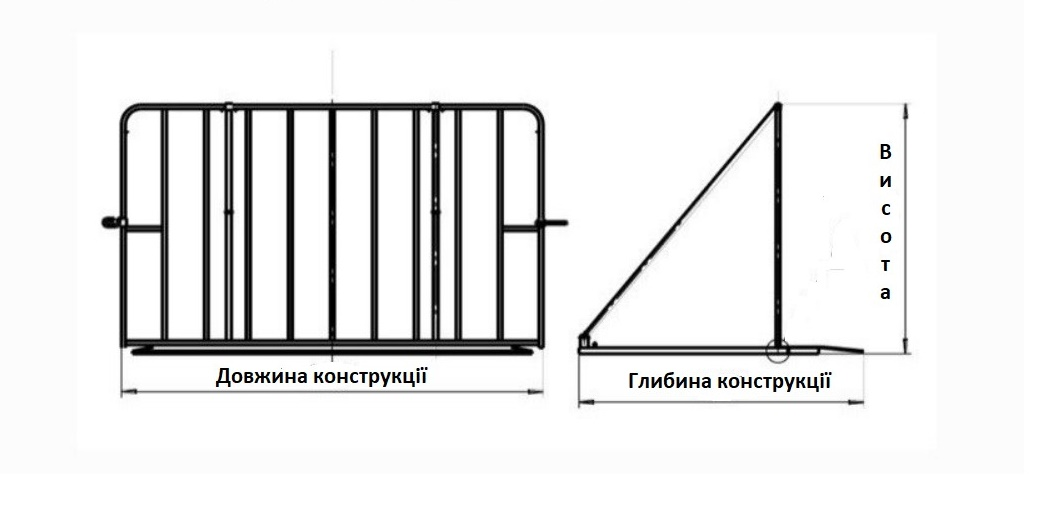 Висота
Довжина конструкції
Глибина конструкції